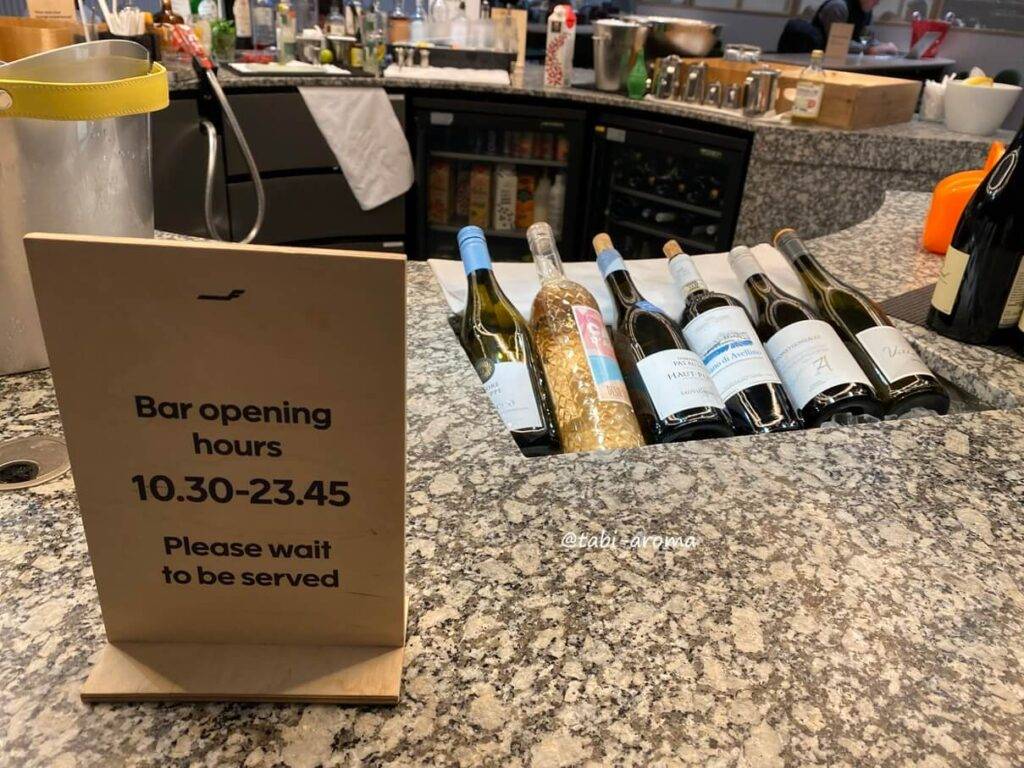 Bar opening
hours
10.30-23.45
Please wait
to be served
@tabi-aroma